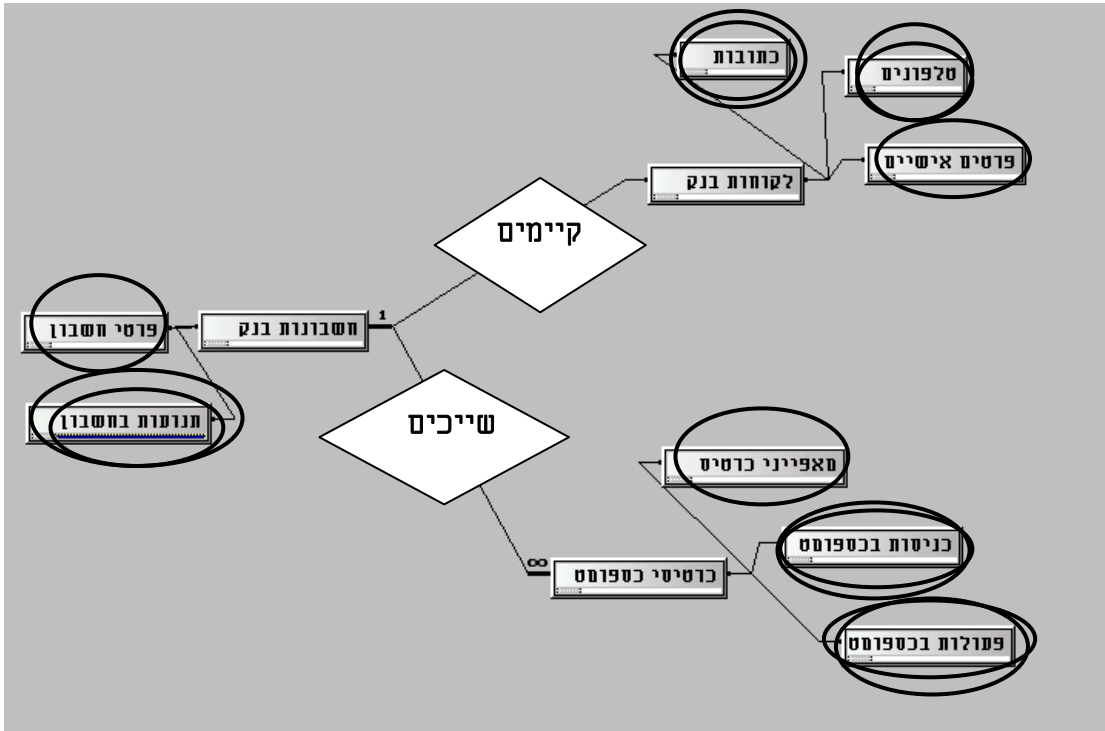 כתובות
טלפונים
פרטים אישיים
לקוחות בנק
קיימים
1
חשבונות בנק
פרטי חשבון
תנועות בחשבון
שייכים
מאפייני כרטיס
כניסות בכספומט
∞
כרטיסי כספומט
פעולות בכספומט